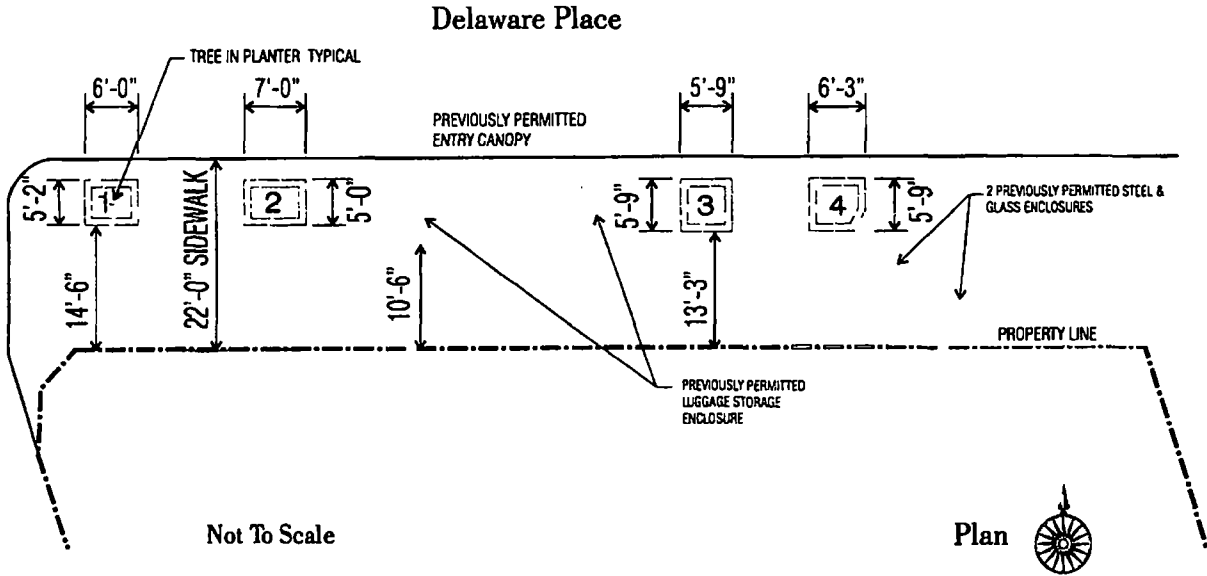 Delaware Place
TREE IN PLANTER TYPICAL
6'-0"
7'-0"
5'-9"
6'-3"
PREVIOUSLY PERMITTED
ENTRY CANOPY
5'-2"
1
22'-0" SIDEWALK
2
5'-0"
5'-9"
3
4
5'-9"
2 PREVIOUSLY PERMITTED STEEL &
GLASS ENCLOSURES
14'-6"
10'-6"
13'-3"
PROPERTY LINE
PREVIOUSLY PERMITTED
LUGGAGE STORAGE
ENCLOSURE
Not To Scale
Plan